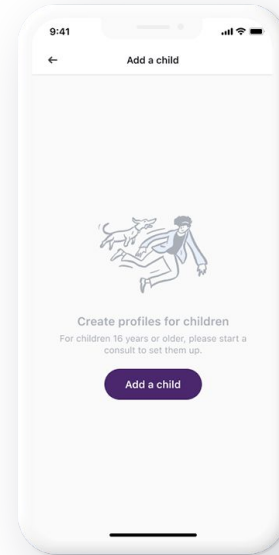 9:41
Add a child
Create profiles for children
For children 16 years or older, please start a
consult to set them up.
Add a child